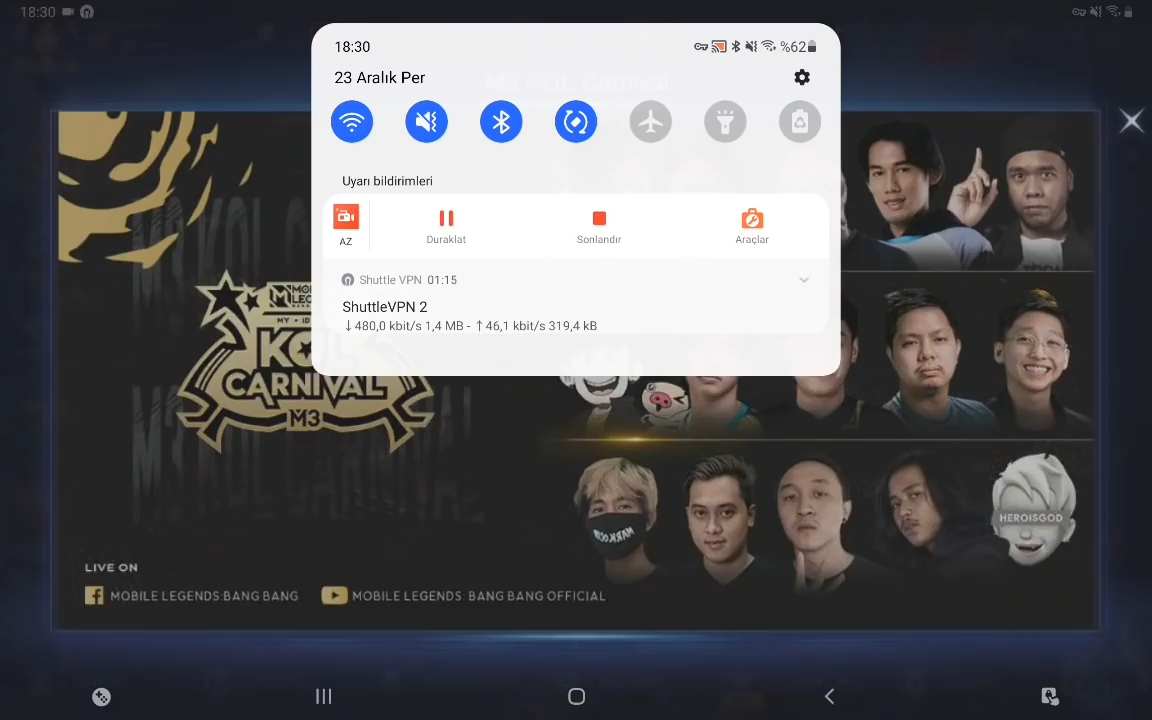 18:30
18:30
%62
23 Aralık Per
M3 KOL Carnival
Uyarı bildirimleri
AZ
Duraklat
Sonlandır
Araçlar
Shuttle VPN 01:15
ShuttleVPN 2
↓ 480,0 kbit/s 1,4 MB - ↑ 46,1 kbit/s 319,4 kB
MY • ID
KOL
CARNIVAL
M3
HEROISGOD
LIVE ON
MOBILE LEGENDS:BANG BANG
MOBILE LEGENDS: BANG BANG OFFICIAL